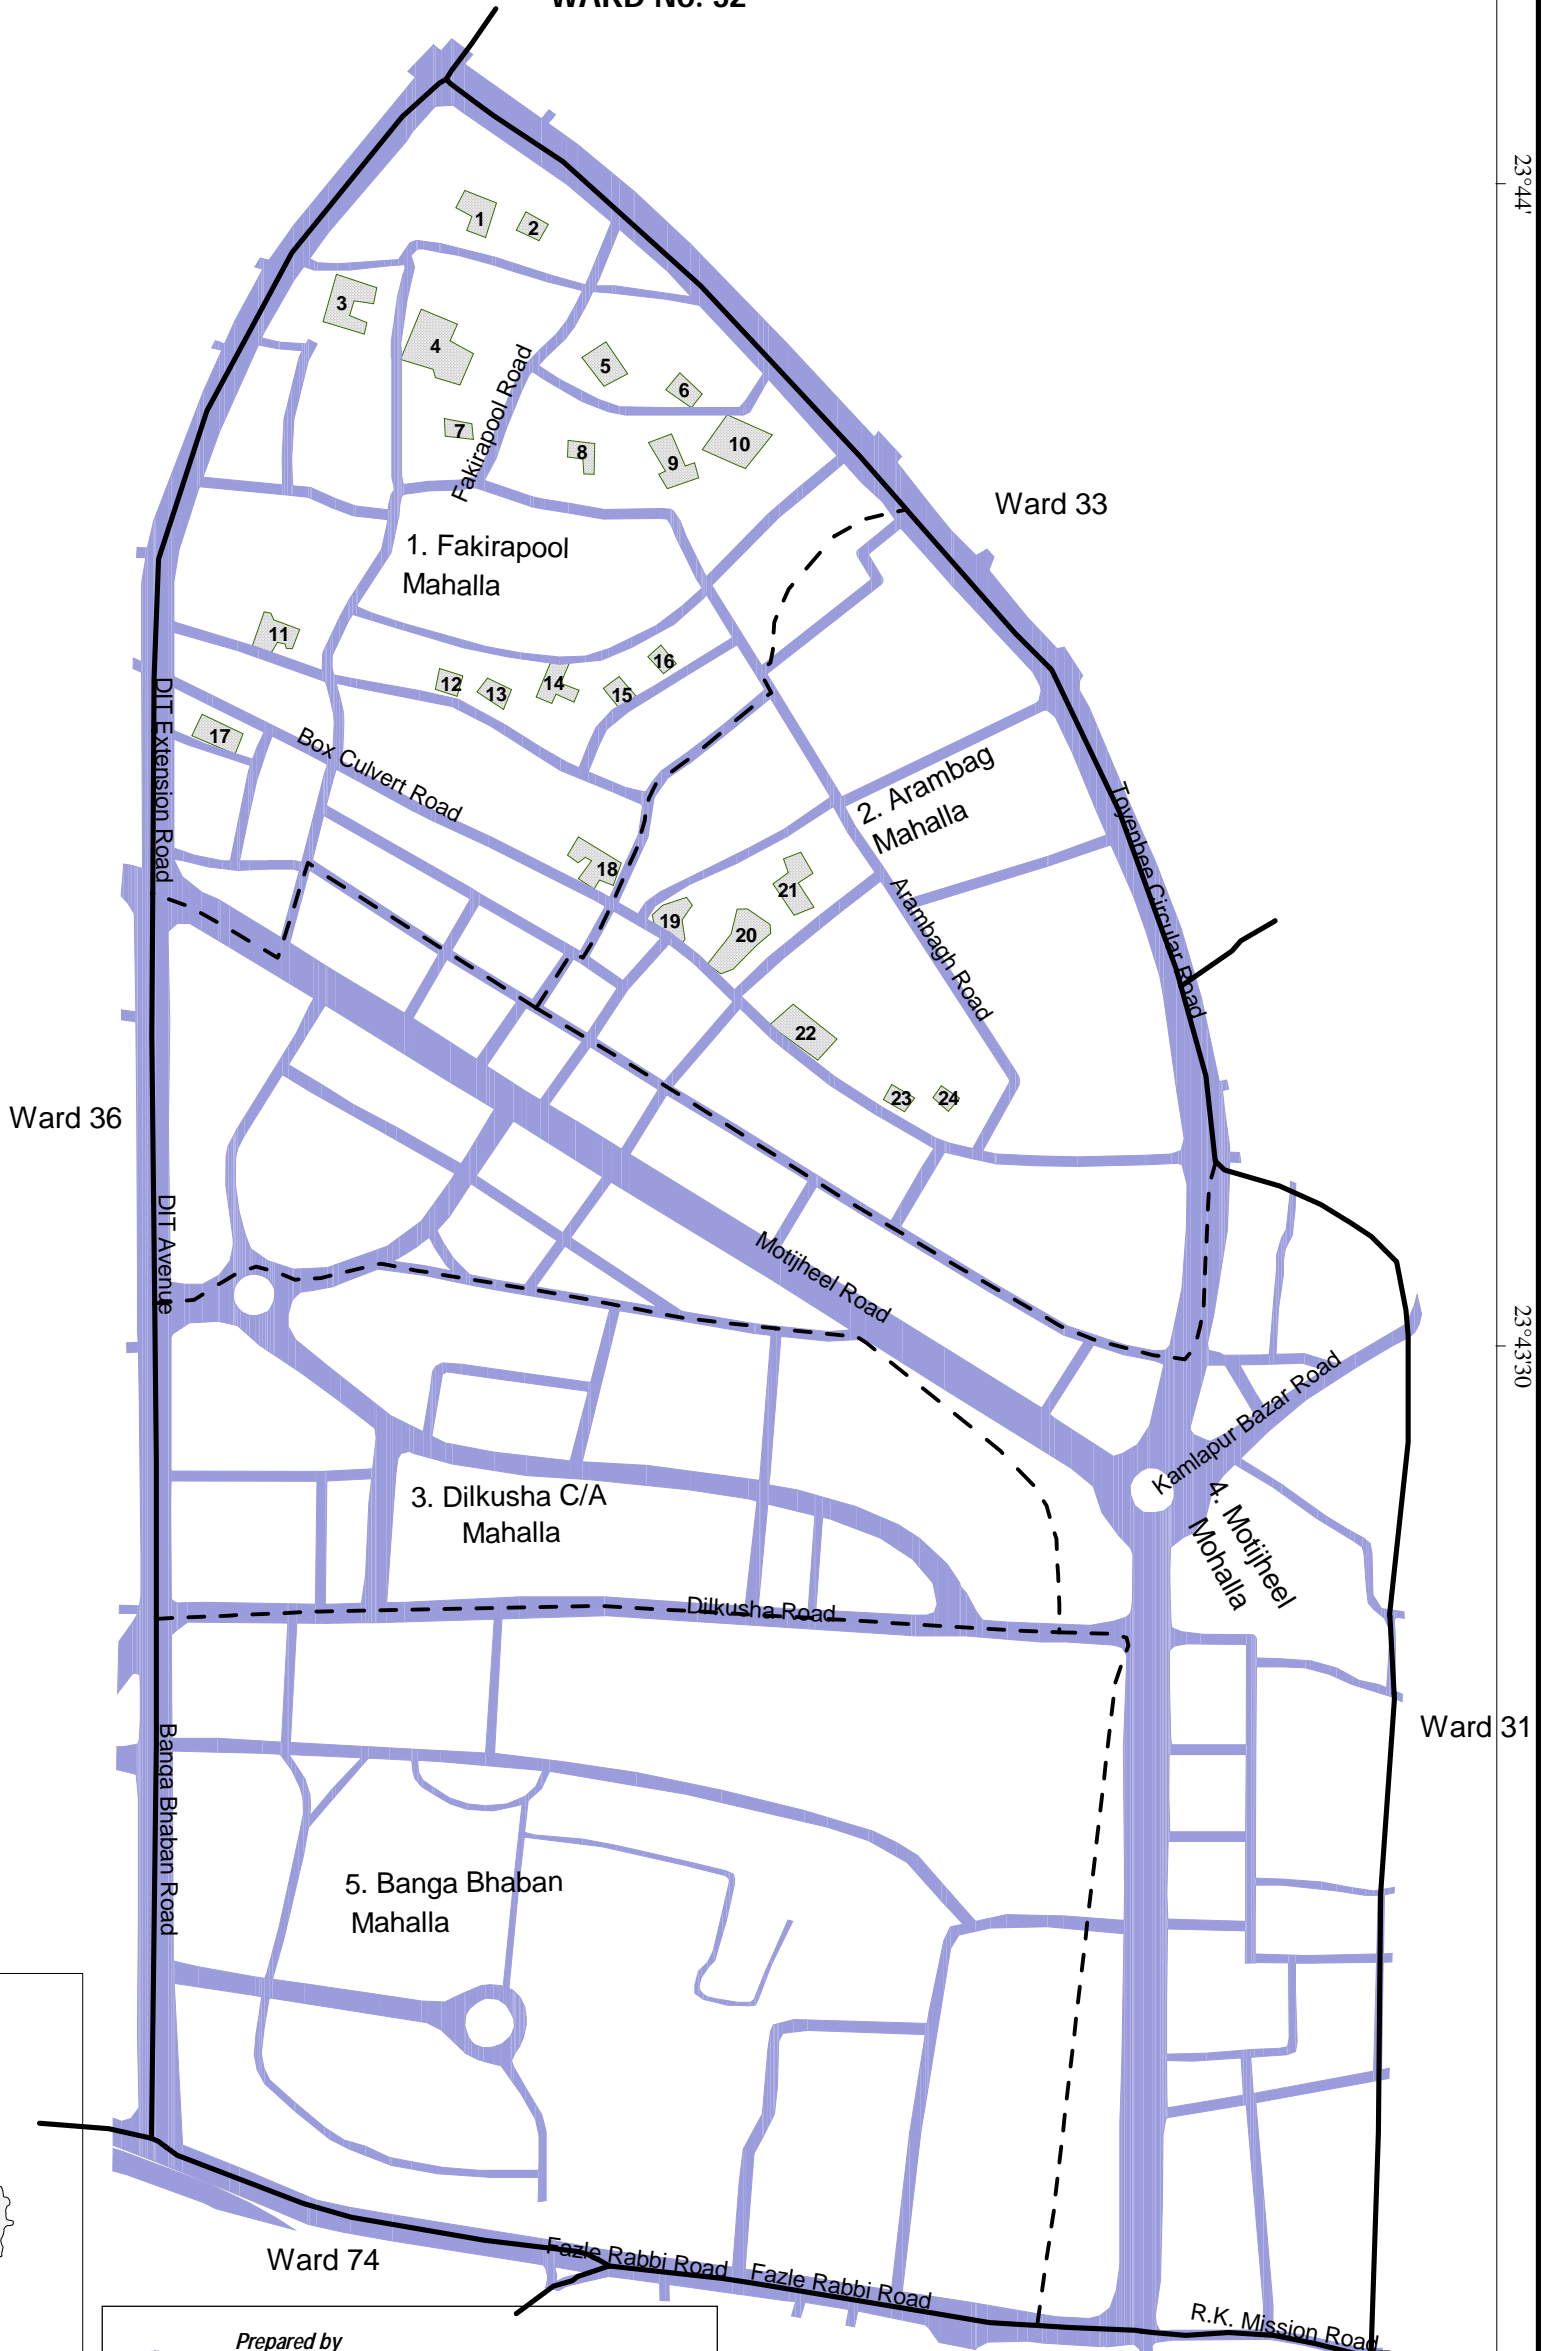 WARD No. 32
23°44'
1
2
3
4
5
6
Fakirapool Road
7
8
9
10
Ward 33
1. Fakirapool
Mahalla
11
12
13
14
15
16
17
DIT Extension Road
Box Culvert Road
2. Arambag
Mahalla
Toyenbee Circular Road
18
19
20
21
Arambagh Road
22
23
24
Ward 36
DIT Avenue
Motijheel Road
23°43'30
Kamlapur Bazar Road
3. Dilkusha C/A
Mahalla
4. Motijheel
Mohalla
Dilkusha Road
Ward 31
Banga Bhaban Road
5. Banga Bhaban
Mahalla
Ward 74
Fazle Rabbi Road
Fazle Rabbi Road
R.K. Mission Road
Prepared by